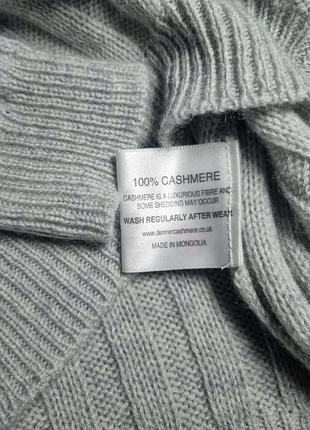 100% CASHMERE
CASHMERE IS A LUXURIOUS FIBRE AND
SOME SHEDDING MAY OCCUR
WASH REGULARLY AFTER WEAR
www.dennercashmere.co.uk
MADE IN MONGOLIA